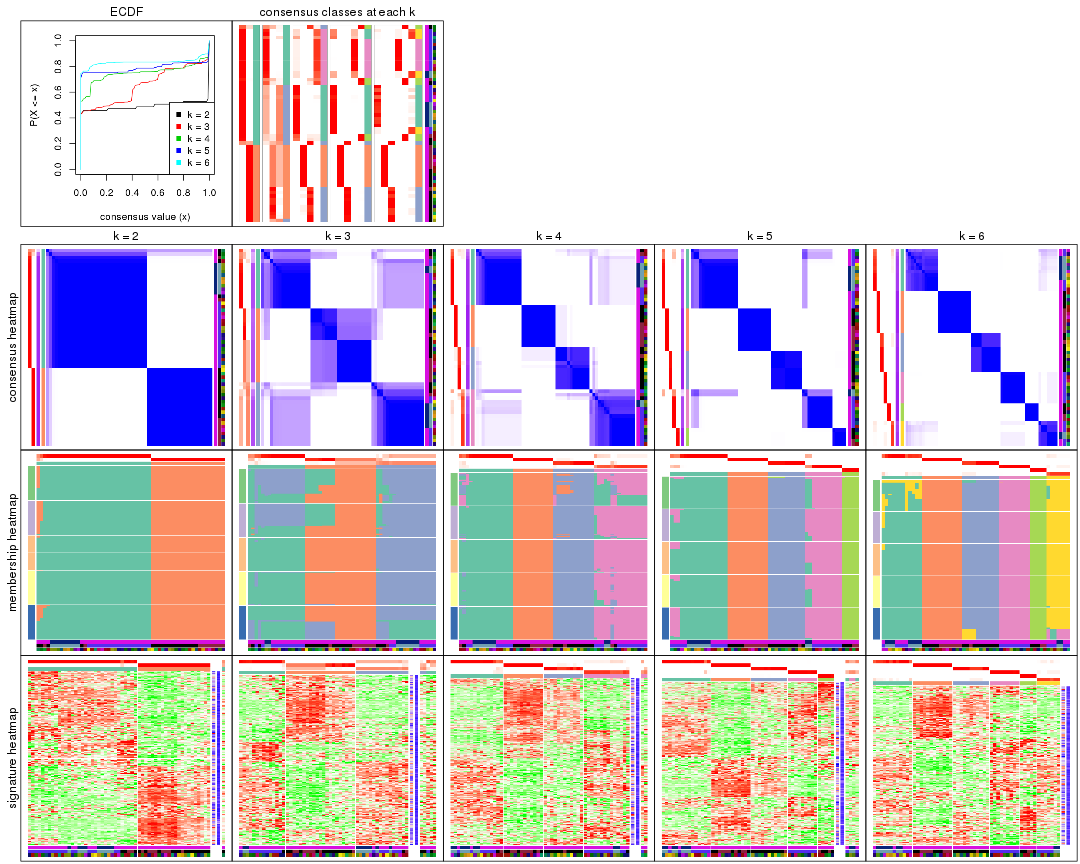 ECDF
consensus classes at each k
P(X <= x)
0.0 0.2 0.4 0.6 0.8 1.0
k = 2
k = 3
k = 4
k = 5
k = 6
0.0 0.2 0.4 0.6 0.8 1.0
consensus value (x)
k = 2
k = 3
k = 4
k = 5
k = 6
consensus heatmap
membership heatmap
signature heatmap